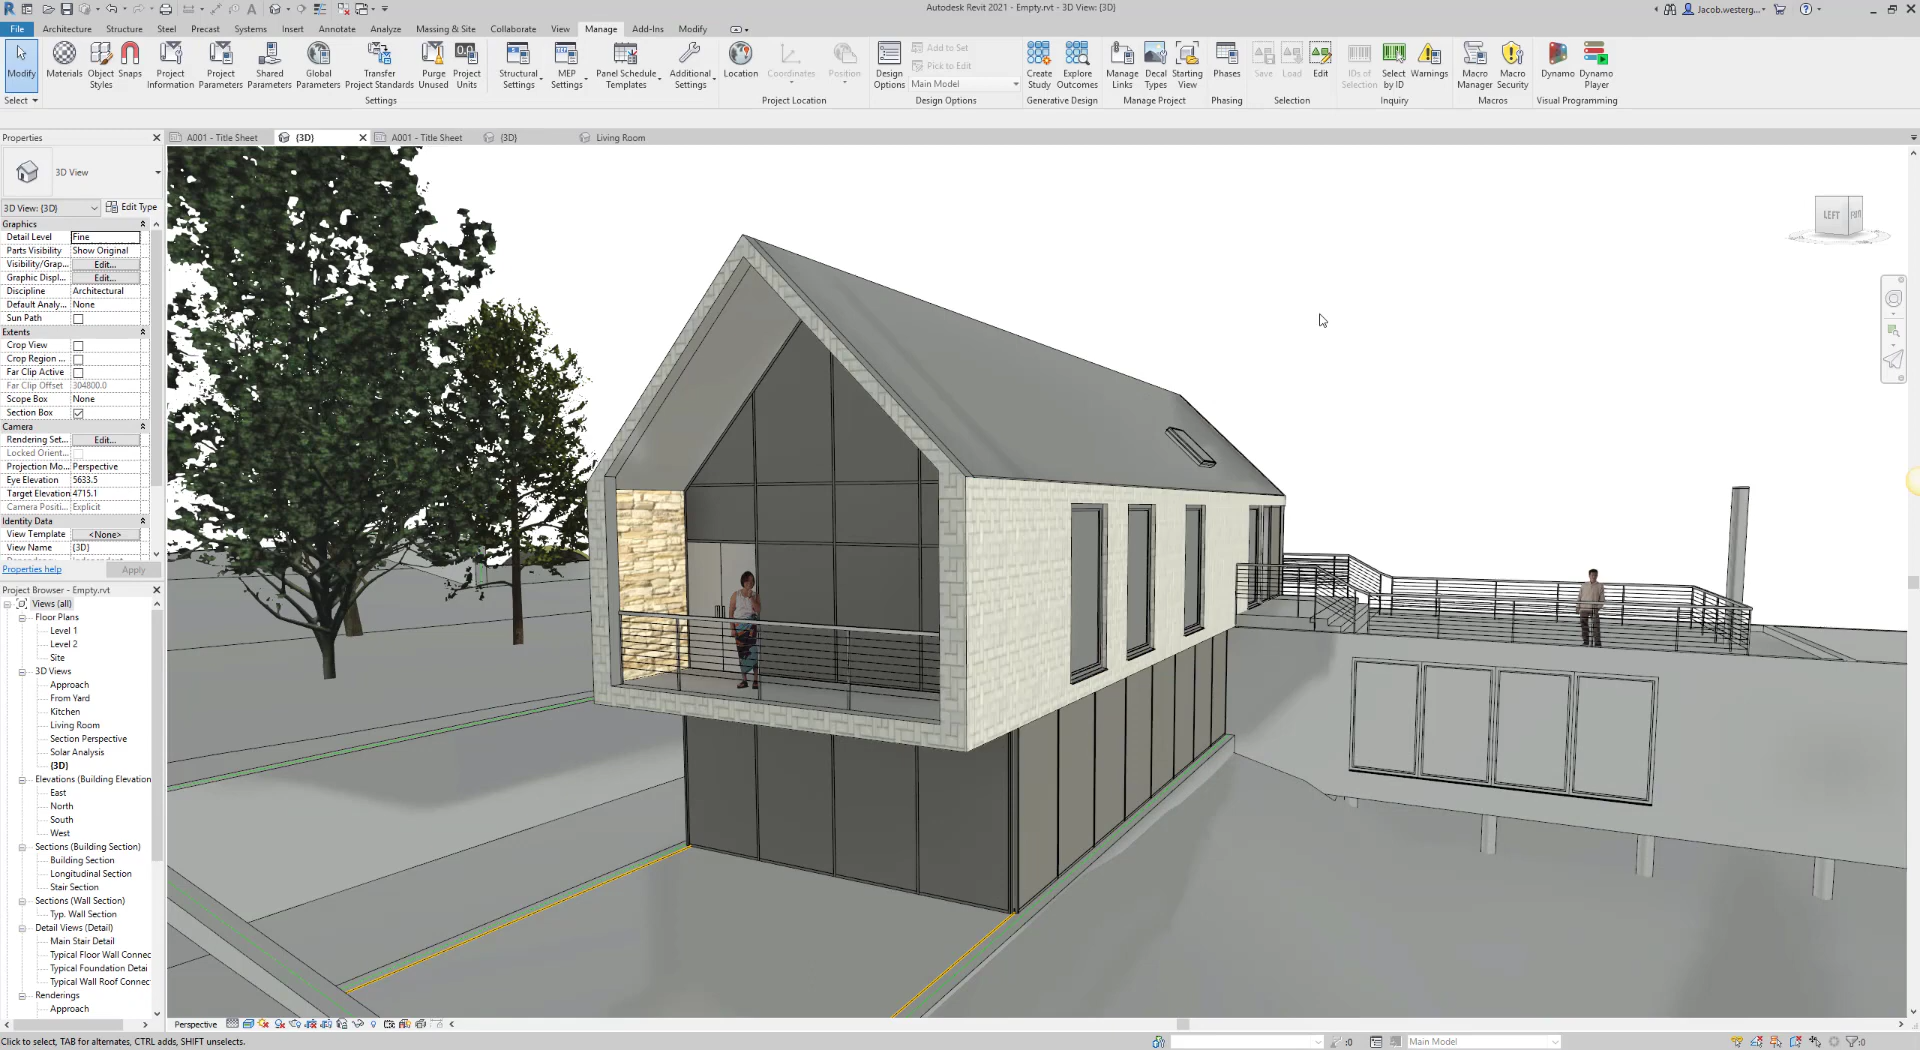 Autodesk Revit 2021 - Empty.rvt - 3D View: {3D}
Jacob.westerg...
File Architecture Structure Steel Precast Systems Insert Annotate Analyze Massing & Site Collaborate View Manage Add-Ins Modify
Modify
Materials
Object Styles
Snaps
Project Information
Project Parameters
Shared Parameters
Global Parameters
Transfer Project Standards
Purge Unused
Project Units
Structural Settings
MEP Settings
Panel Schedule Templates
Additional Settings
Location
Coordinates
Position
Design Options
Add to Set
Pick to Edit
Main Model
Create Study
Explore Outcomes
Manage Links
Decal Types
Starting View
Phases
Save
Load
Edit
IDs of Selection
Select by ID
Warnings
Macro Manager
Macro Security
Dynamo
Dynamo Player
Select Settings Project Location Design Options Generative Design Manage Project Phasing Selection Inquiry Macros Visual Programming
Properties
A001 - Title Sheet {3D} A001 - Title Sheet {3D} Living Room
3D View
3D View: {3D} Edit Type
Graphics
Detail Level Fine
Parts Visibility Show Original
Visibility/Grap... Edit...
Graphic Displ... Edit...
Discipline Architectural
Default Analy... None
Sun Path
Extents
Crop View
Crop Region ...
Far Clip Active
Far Clip Offset 304800.0
Scope Box None
Section Box
Camera
Rendering Set... Edit...
Locked Orient...
Projection Mo... Perspective
Eye Elevation 5633.5
Target Elevation 4715.1
Camera Positi... Explicit
Identity Data
View Template <None>
View Name {3D}
Properties help Apply
Project Browser - Empty.rvt
Views (all)
Floor Plans
Level 1
Level 2
Site
3D Views
Approach
From Yard
Kitchen
Living Room
Section Perspective
Solar Analysis
{3D}
Elevations (Building Elevation
East
North
South
West
Sections (Building Section)
Building Section
Longitudinal Section
Stair Section
Sections (Wall Section)
Typ. Wall Section
Detail Views (Detail)
Main Stair Detail
Typical Floor Wall Connec
Typical Foundation Detai
Typical Wall Roof Connec
Renderings
Approach
LEFT
Perspective
Click to select, TAB for alternates, CTRL adds, SHIFT unselects.
:0
Main Model
:0